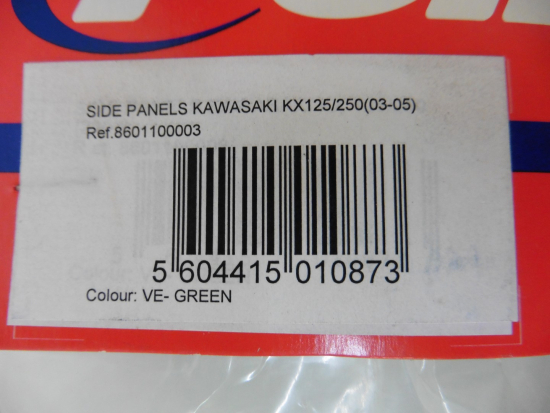 SIDE PANELS KAWASAKI KX125/250(03-05)
Ref.8601100003
5 604415 010873
Colour: VE- GREEN